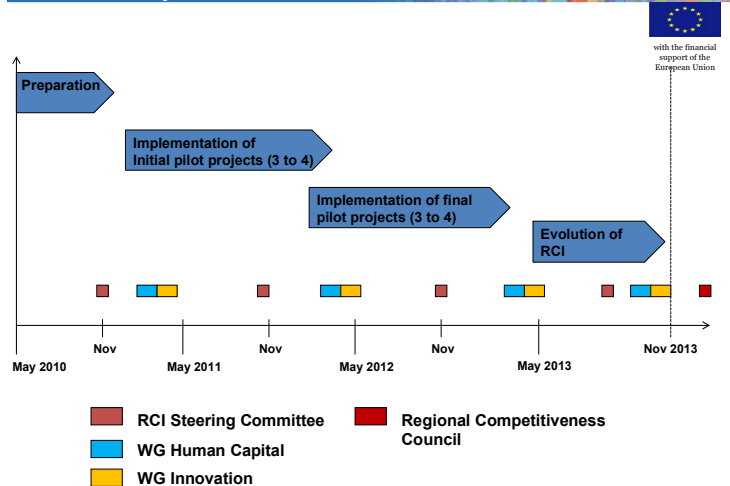 with the financial
support of the
European Union
Preparation
Implementation of
Initial pilot projects (3 to 4)
Implementation of final
pilot projects (3 to 4)
Evolution of
RCI
Nov
Nov
Nov
Nov 2013
May 2010
May 2011
May 2012
May 2013
RCI Steering Committee
Regional Competitiveness
Council
WG Human Capital
WG Innovation